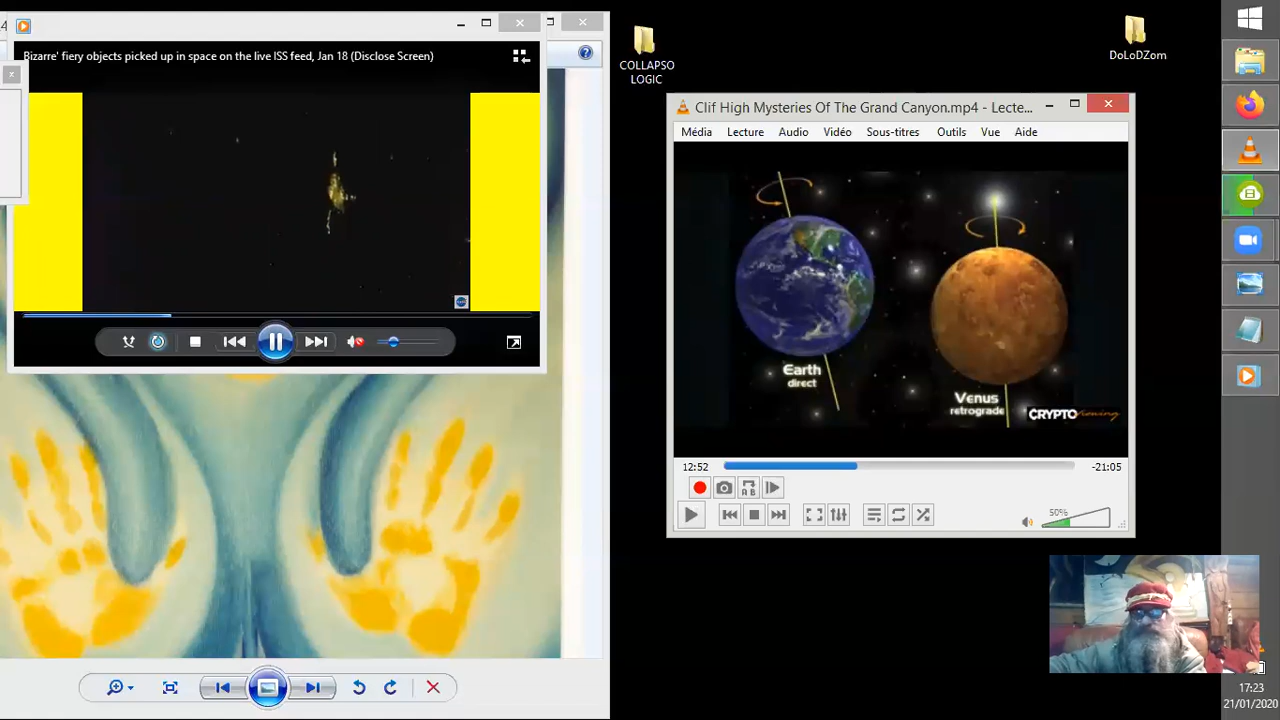 Bizarre' fiery objects picked up in space on the live ISS feed, Jan 18 (Disclose Screen)
COLLAPSO
LOGIC
DoLoDZom
Clif High Mysteries Of The Grand Canyon.mp4 - Lecte...
Média Lecture Audio Vidéo Sous-titres Outils Vue Aide
Earth
direct
Venus
retrograde
CRYPTOviewing
12:52
-21:05
50%
17:23
21/01/2020